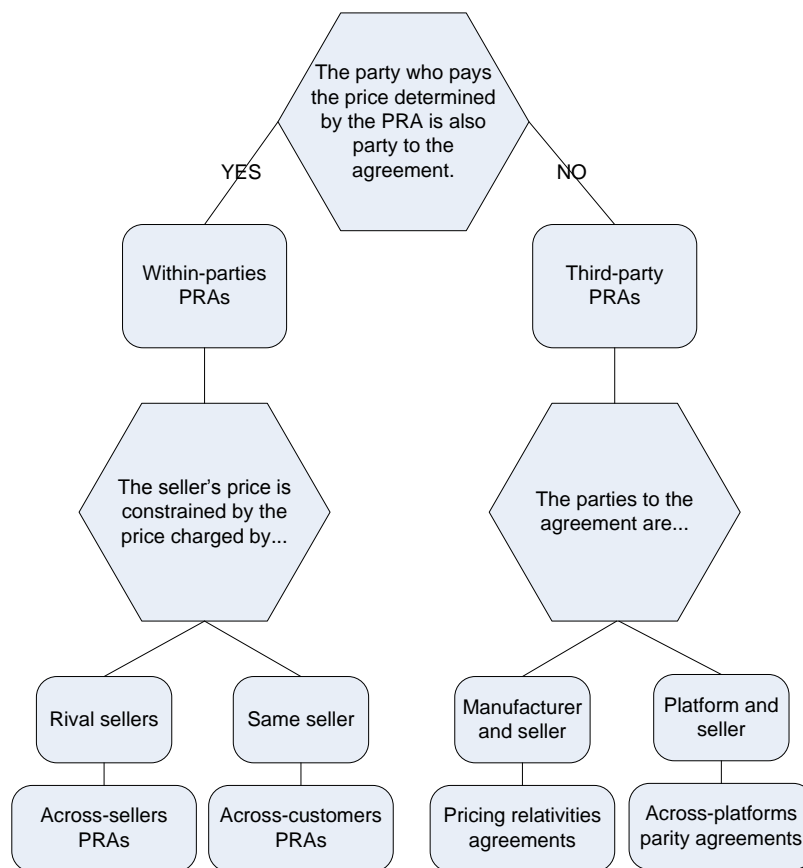 The party who pays
the price determined
by the PRA is also
party to the
agreement.
YES
NO
Within-parties
PRAs
Third-party
PRAs
The seller’s price is
constrained by the
price charged by...
The parties to the
agreement are...
Rival sellers
Same seller
Manufacturer
and seller
Platform and
seller
Across-sellers
PRAs
Across-customers
PRAs
Pricing relativities
agreements
Across-platforms
parity agreements